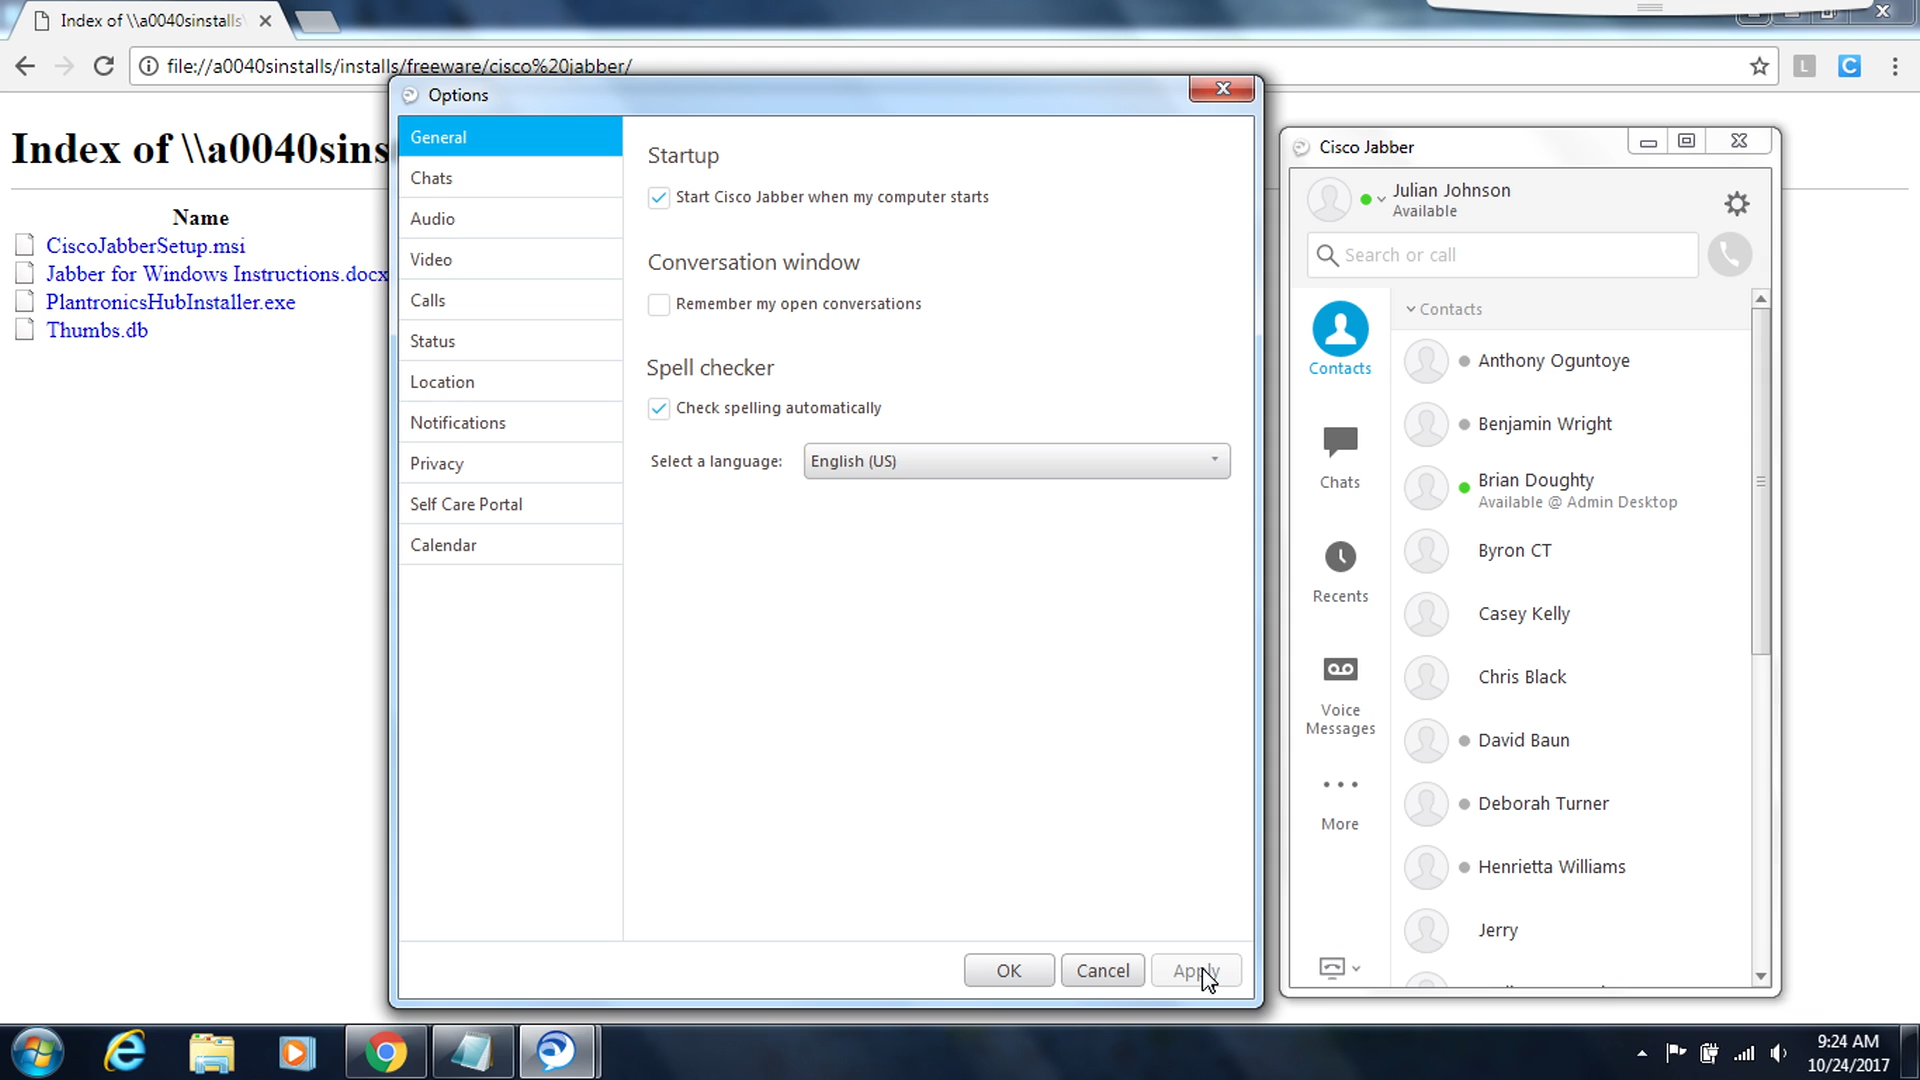 Index of \\a0040sinstalls\
file://a0040sinstalls/installs/freeware/cisco%20jabber/
L
C
Index of \\a0040sins
Name
CiscoJabberSetup.msi
Jabber for Windows Instructions.docx
PlantronicsHubInstaller.exe
Thumbs.db
Options
General
Chats
Audio
Video
Calls
Status
Location
Notifications
Privacy
Self Care Portal
Calendar
Startup
Start Cisco Jabber when my computer starts
Conversation window
Remember my open conversations
Spell checker
Check spelling automatically
Select a language: English (US)
OK Cancel Apply
Cisco Jabber
Julian Johnson
Available
Search or call
Contacts
Chats
Recents
Voice
Messages
More
Contacts
Anthony Oguntoye
Benjamin Wright
Brian Doughty
Available @ Admin Desktop
Byron CT
Casey Kelly
Chris Black
David Baun
Deborah Turner
Henrietta Williams
Jerry
9:24 AM
10/24/2017